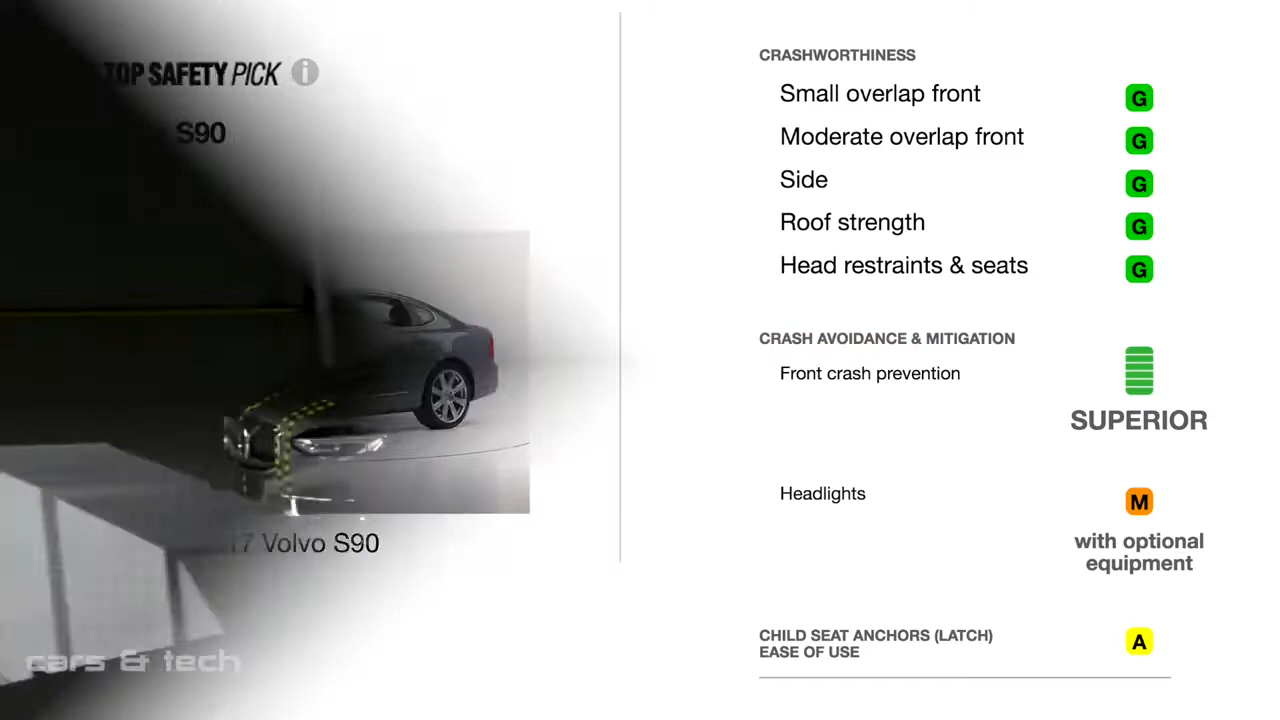 TOP SAFETY PICK i
S90
17 Volvo S90
cars & tech
CRASHWORTHINESS
Small overlap front G
Moderate overlap front G
Side G
Roof strength G
Head restraints & seats G
CRASH AVOIDANCE & MITIGATION
Front crash prevention
SUPERIOR
Headlights M
with optional
equipment
CHILD SEAT ANCHORS (LATCH)
EASE OF USE A